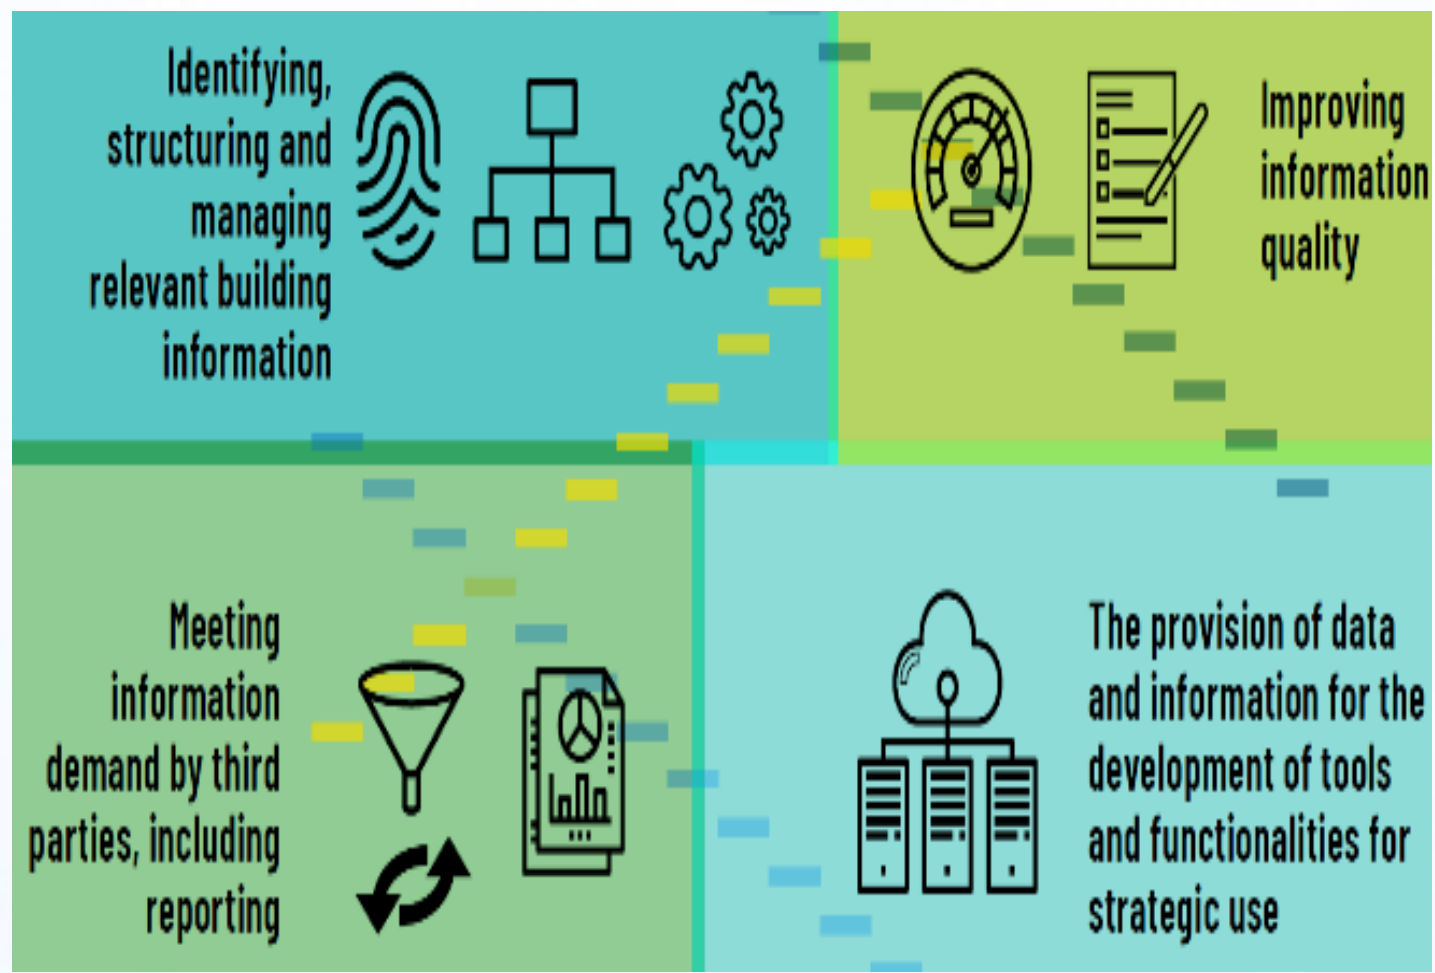 Identifying,
structuring and
managing
relevant building
information
Improving
information
quality
Meeting
information
demand by third
parties, including
reporting
The provision of data
and information for the
development of tools
and functionalities for
strategic use